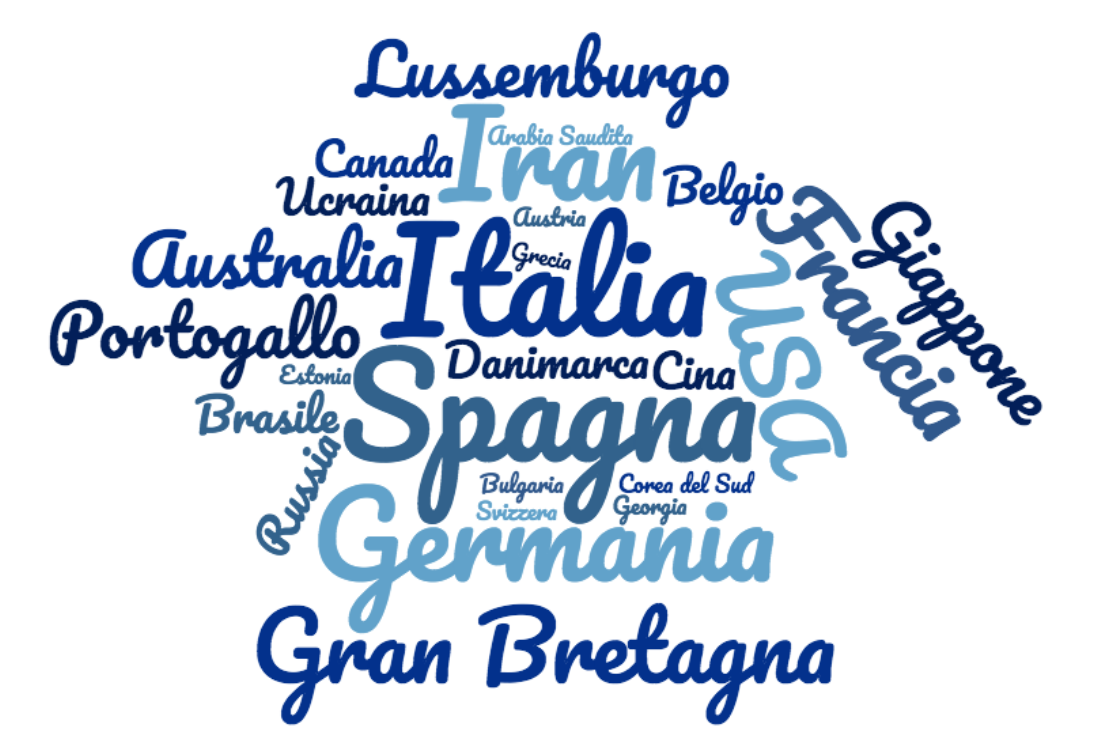 Lussemburgo
Arabia Saudita
Iran
Canada
Ucraina
Belgio
Austria
Francia
Giappone
Australia
Italia
Grecia
Usa
Portogallo
Danimarca
Cina
Estonia
Spagna
Brasile
Russia
Bulgaria
Corea del Sud
Svizzera
Georgia
Germania
Gran Bretagna